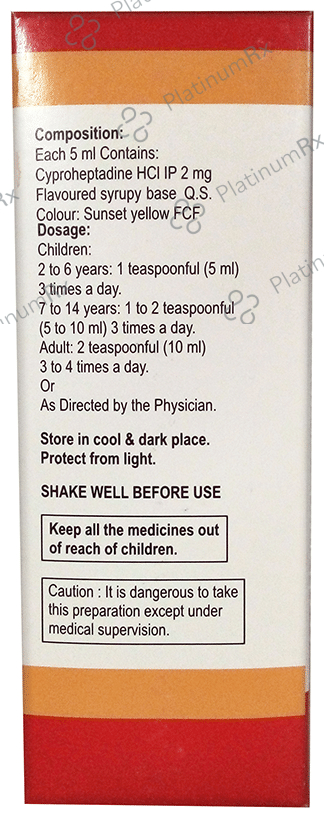 Composition:
Each 5 ml Contains:
Cyproheptadine HCl IP 2 mg
Flavoured syrupy base Q.S.
Colour: Sunset yellow FCF
Dosage:
Children:
2 to 6 years: 1 teaspoonful (5 ml)
3 times a day.
7 to 14 years: 1 to 2 teaspoonful
(5 to 10 ml) 3 times a day.
Adult: 2 teaspoonful (10 ml)
3 to 4 times a day.
Or
As Directed by the Physician.
Store in cool & dark place.
Protect from light.
SHAKE WELL BEFORE USE
Keep all the medicines out
of reach of children.
Caution : It is dangerous to take
this preparation except under
medical supervision.
PlatinumRx
PlatinumRx